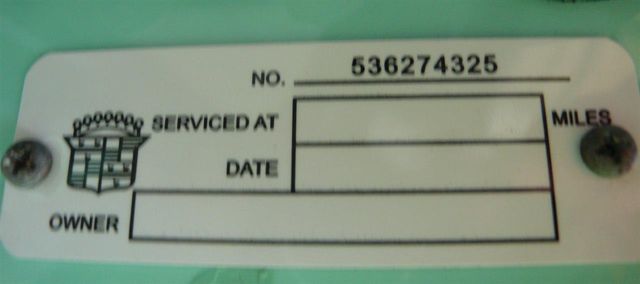 NO. 536274325
SERVICED AT MILES
DATE
OWNER